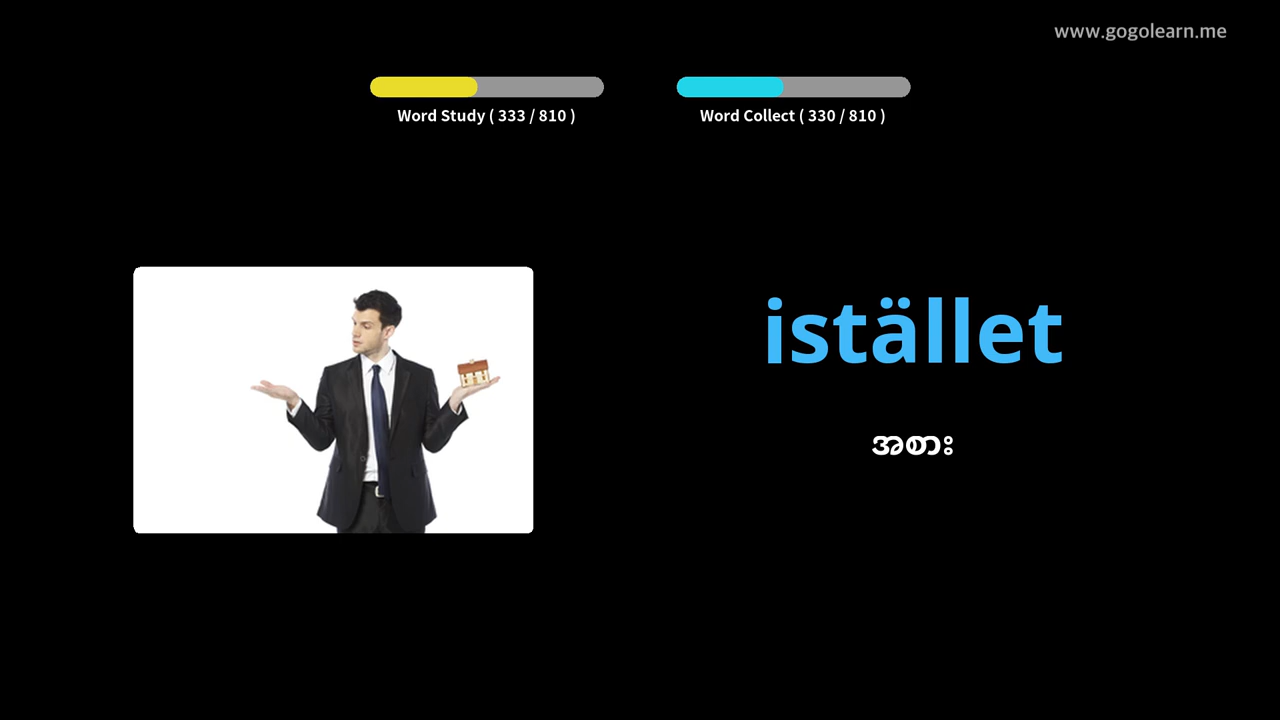 www.gogolearn.me
Word Study ( 333 / 810 )
Word Collect ( 330 / 810 )
istället
အစား